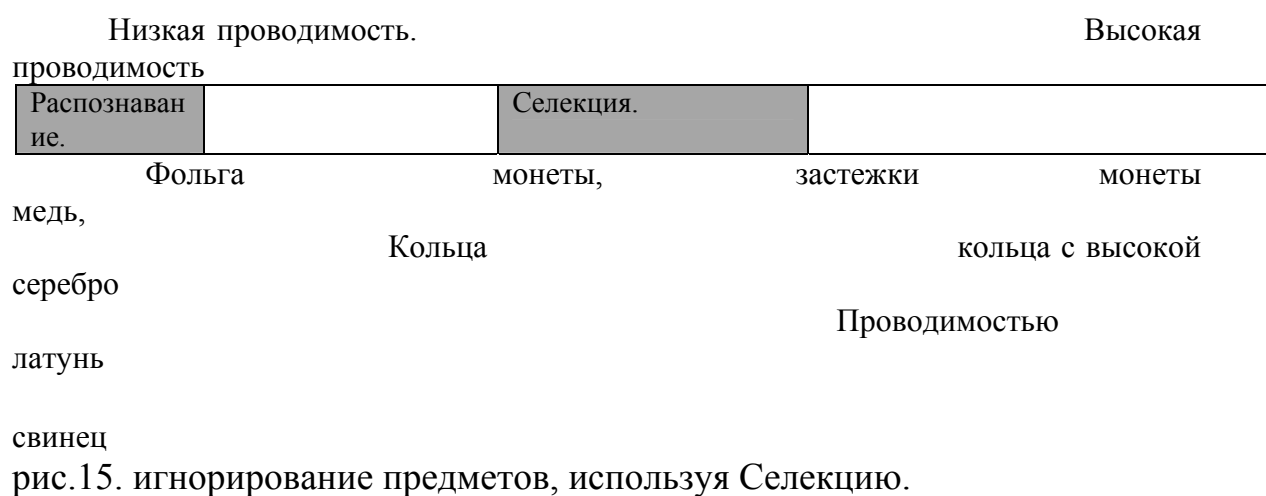 Низкая проводимость. Высокая
проводимость
Распознаван
ие.
Селекция.
Фольга монеты, застежки монеты
медь,
Кольца кольца с высокой
серебро
Проводимостью
латунь
свинец
рис.15. игнорирование предметов, используя Селекцию.